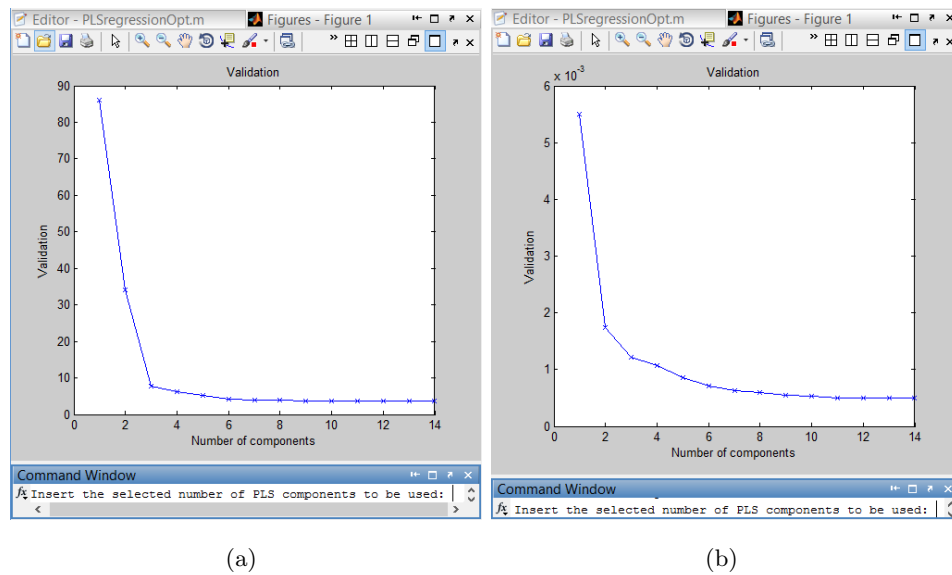 Editor - PLSregressionOpt.m Figures - Figure 1
»
Validation
90
80
70
60
50
40
30
20
10
0
Validation
0 2 4 6 8 10 12 14
Number of components
Command Window
fx Insert the selected number of PLS components to be used:
(a)
Editor - PLSregressionOpt.m Figures - Figure 1
»
x 10⁻³
Validation
6
5
4
3
2
1
0
Validation
0 2 4 6 8 10 12 14
Number of components
Command Window
fx Insert the selected number of PLS components to be used:
(b)